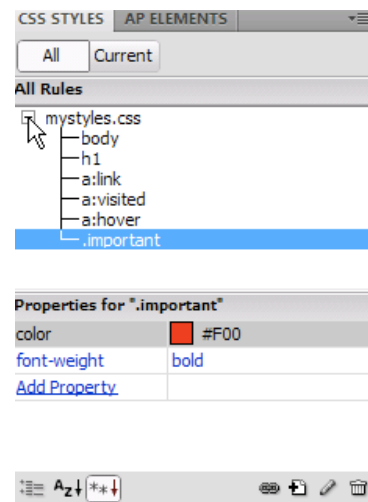 CSS STYLES AP ELEMENTS
All Current
All Rules
mystyles.css
body
h1
a:link
a:visited
a:hover
.important
Properties for ".important"
color #F00
font-weight bold
Add Property
Az↓ **↓